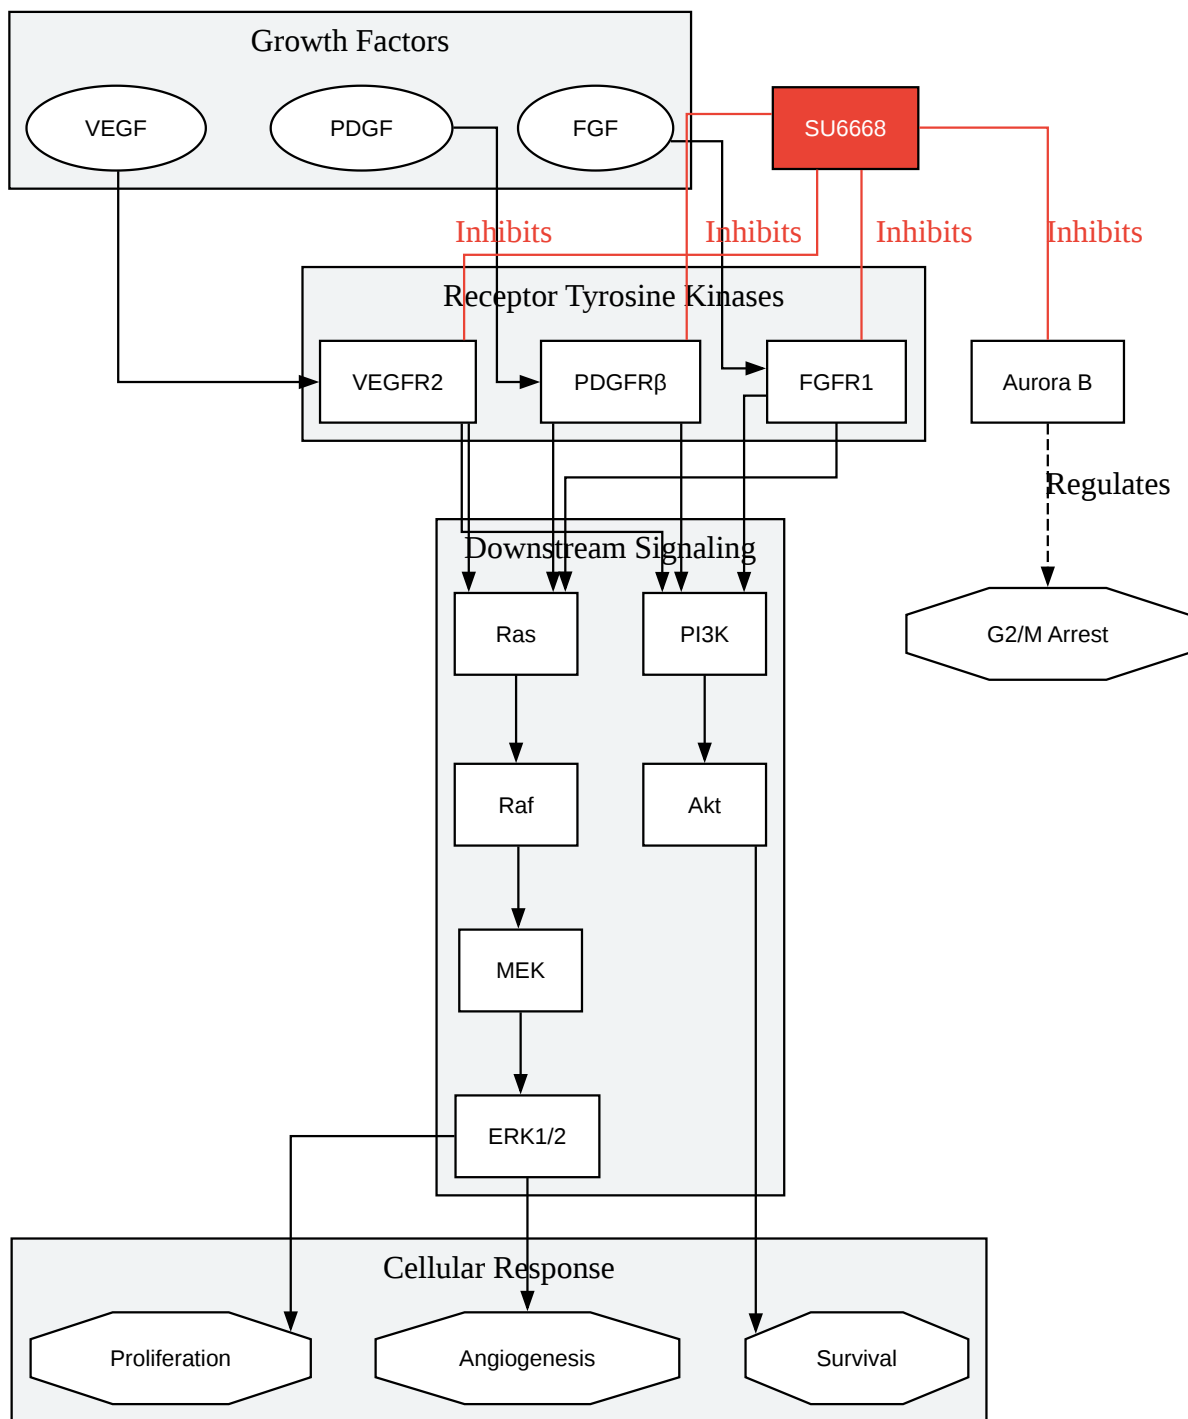 Growth Factors
VEGF
PDGF
FGF
SU6668
Inhibits
Inhibits
Inhibits
Inhibits
Receptor Tyrosine Kinases
VEGFR2
PDGFRβ
FGFR1
Aurora B
Regulates
Downstream Signaling
Ras
PI3K
G2/M Arrest
Raf
Akt
MEK
ERK1/2
Cellular Response
Proliferation
Angiogenesis
Survival